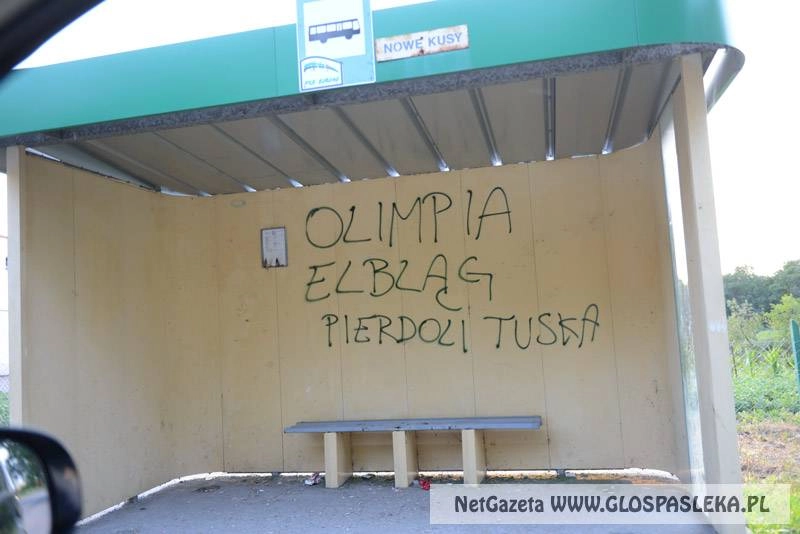 NOWE KUSY
OLIMPIA
ELBLĄG
PIERDOLI TUSKA
NetGazeta WWW.GLOSPASLEKA.PL